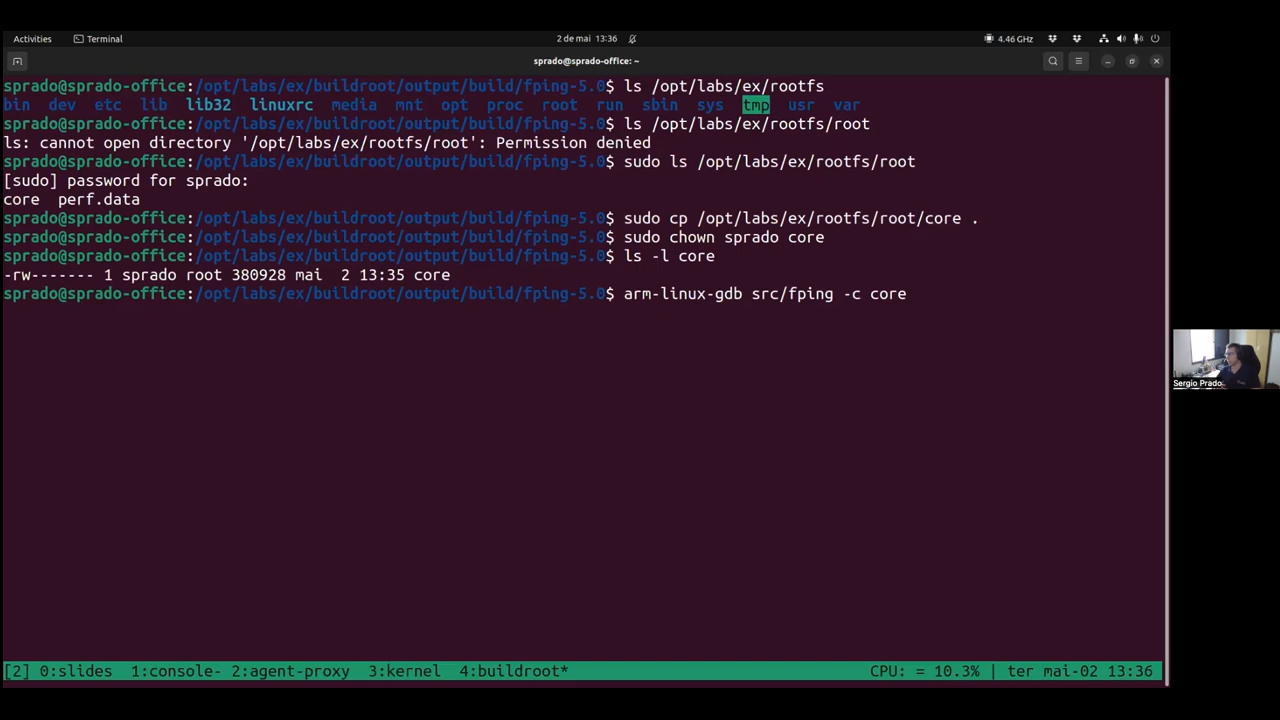 Activities Terminal 2 de mai 13:36 4.46 GHz
sprado@sprado-office: ~
sprado@sprado-office:/opt/labs/ex/buildroot/output/build/fping-5.0$ ls /opt/labs/ex/rootfs
bin dev etc lib lib32 linuxrc media mnt opt proc root run sbin sys tmp usr var
sprado@sprado-office:/opt/labs/ex/buildroot/output/build/fping-5.0$ ls /opt/labs/ex/rootfs/root
ls: cannot open directory '/opt/labs/ex/rootfs/root': Permission denied
sprado@sprado-office:/opt/labs/ex/buildroot/output/build/fping-5.0$ sudo ls /opt/labs/ex/rootfs/root
[sudo] password for sprado:
core perf.data
sprado@sprado-office:/opt/labs/ex/buildroot/output/build/fping-5.0$ sudo cp /opt/labs/ex/rootfs/root/core .
sprado@sprado-office:/opt/labs/ex/buildroot/output/build/fping-5.0$ sudo chown sprado core
sprado@sprado-office:/opt/labs/ex/buildroot/output/build/fping-5.0$ ls -l core
-rw------- 1 sprado root 380928 mai 2 13:35 core
sprado@sprado-office:/opt/labs/ex/buildroot/output/build/fping-5.0$ arm-linux-gdb src/fping -c core
Sergio Prado
[2] 0:slides 1:console- 2:agent-proxy 3:kernel 4:buildroot* CPU: = 10.3% | ter mai-02 13:36